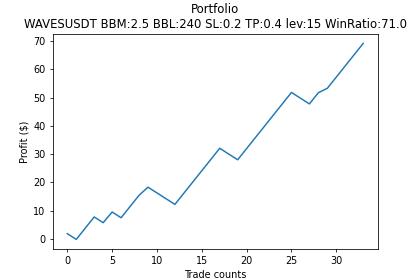 Portfolio
WAVESUSDT BBM:2.5 BBL:240 SL:0.2 TP:0.4 lev:15 WinRatio:71.0
70
60
50
40
30
20
10
0
Profit ($)
0 5 10 15 20 25 30
Trade counts